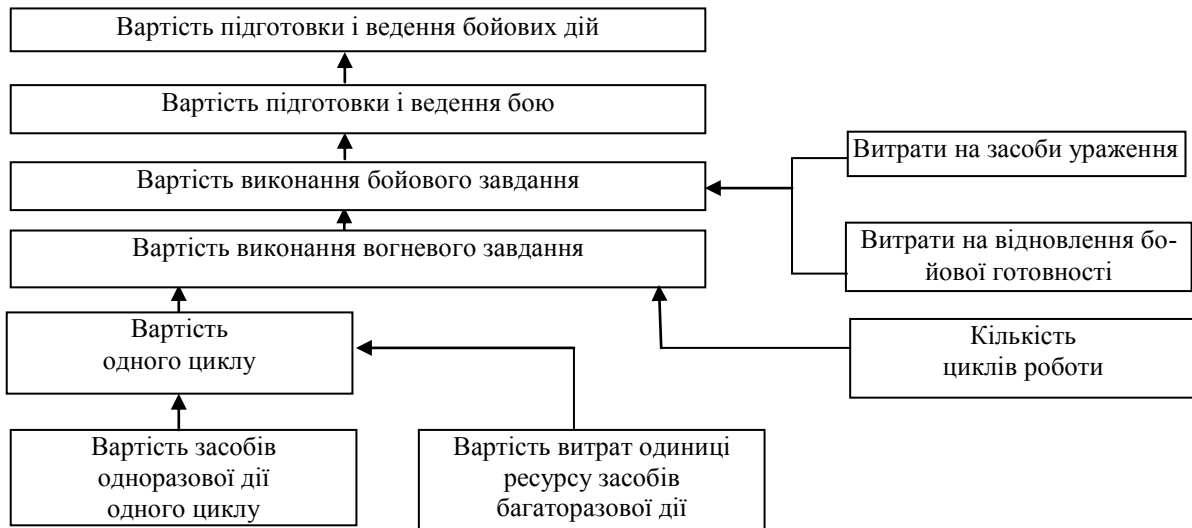 Вартість підготовки і ведення бойових дій
Вартість підготовки і ведення бою
Витрати на засоби ураження
Вартість виконання бойового завдання
Вартість виконання вогневого завдання
Витрати на відновлення бо-
йової готовності
Вартість
одного циклу
Кількість
циклів роботи
Вартість засобів
одноразової дії
одного циклу
Вартість витрат одиниці
ресурсу засобів
багаторазової дії